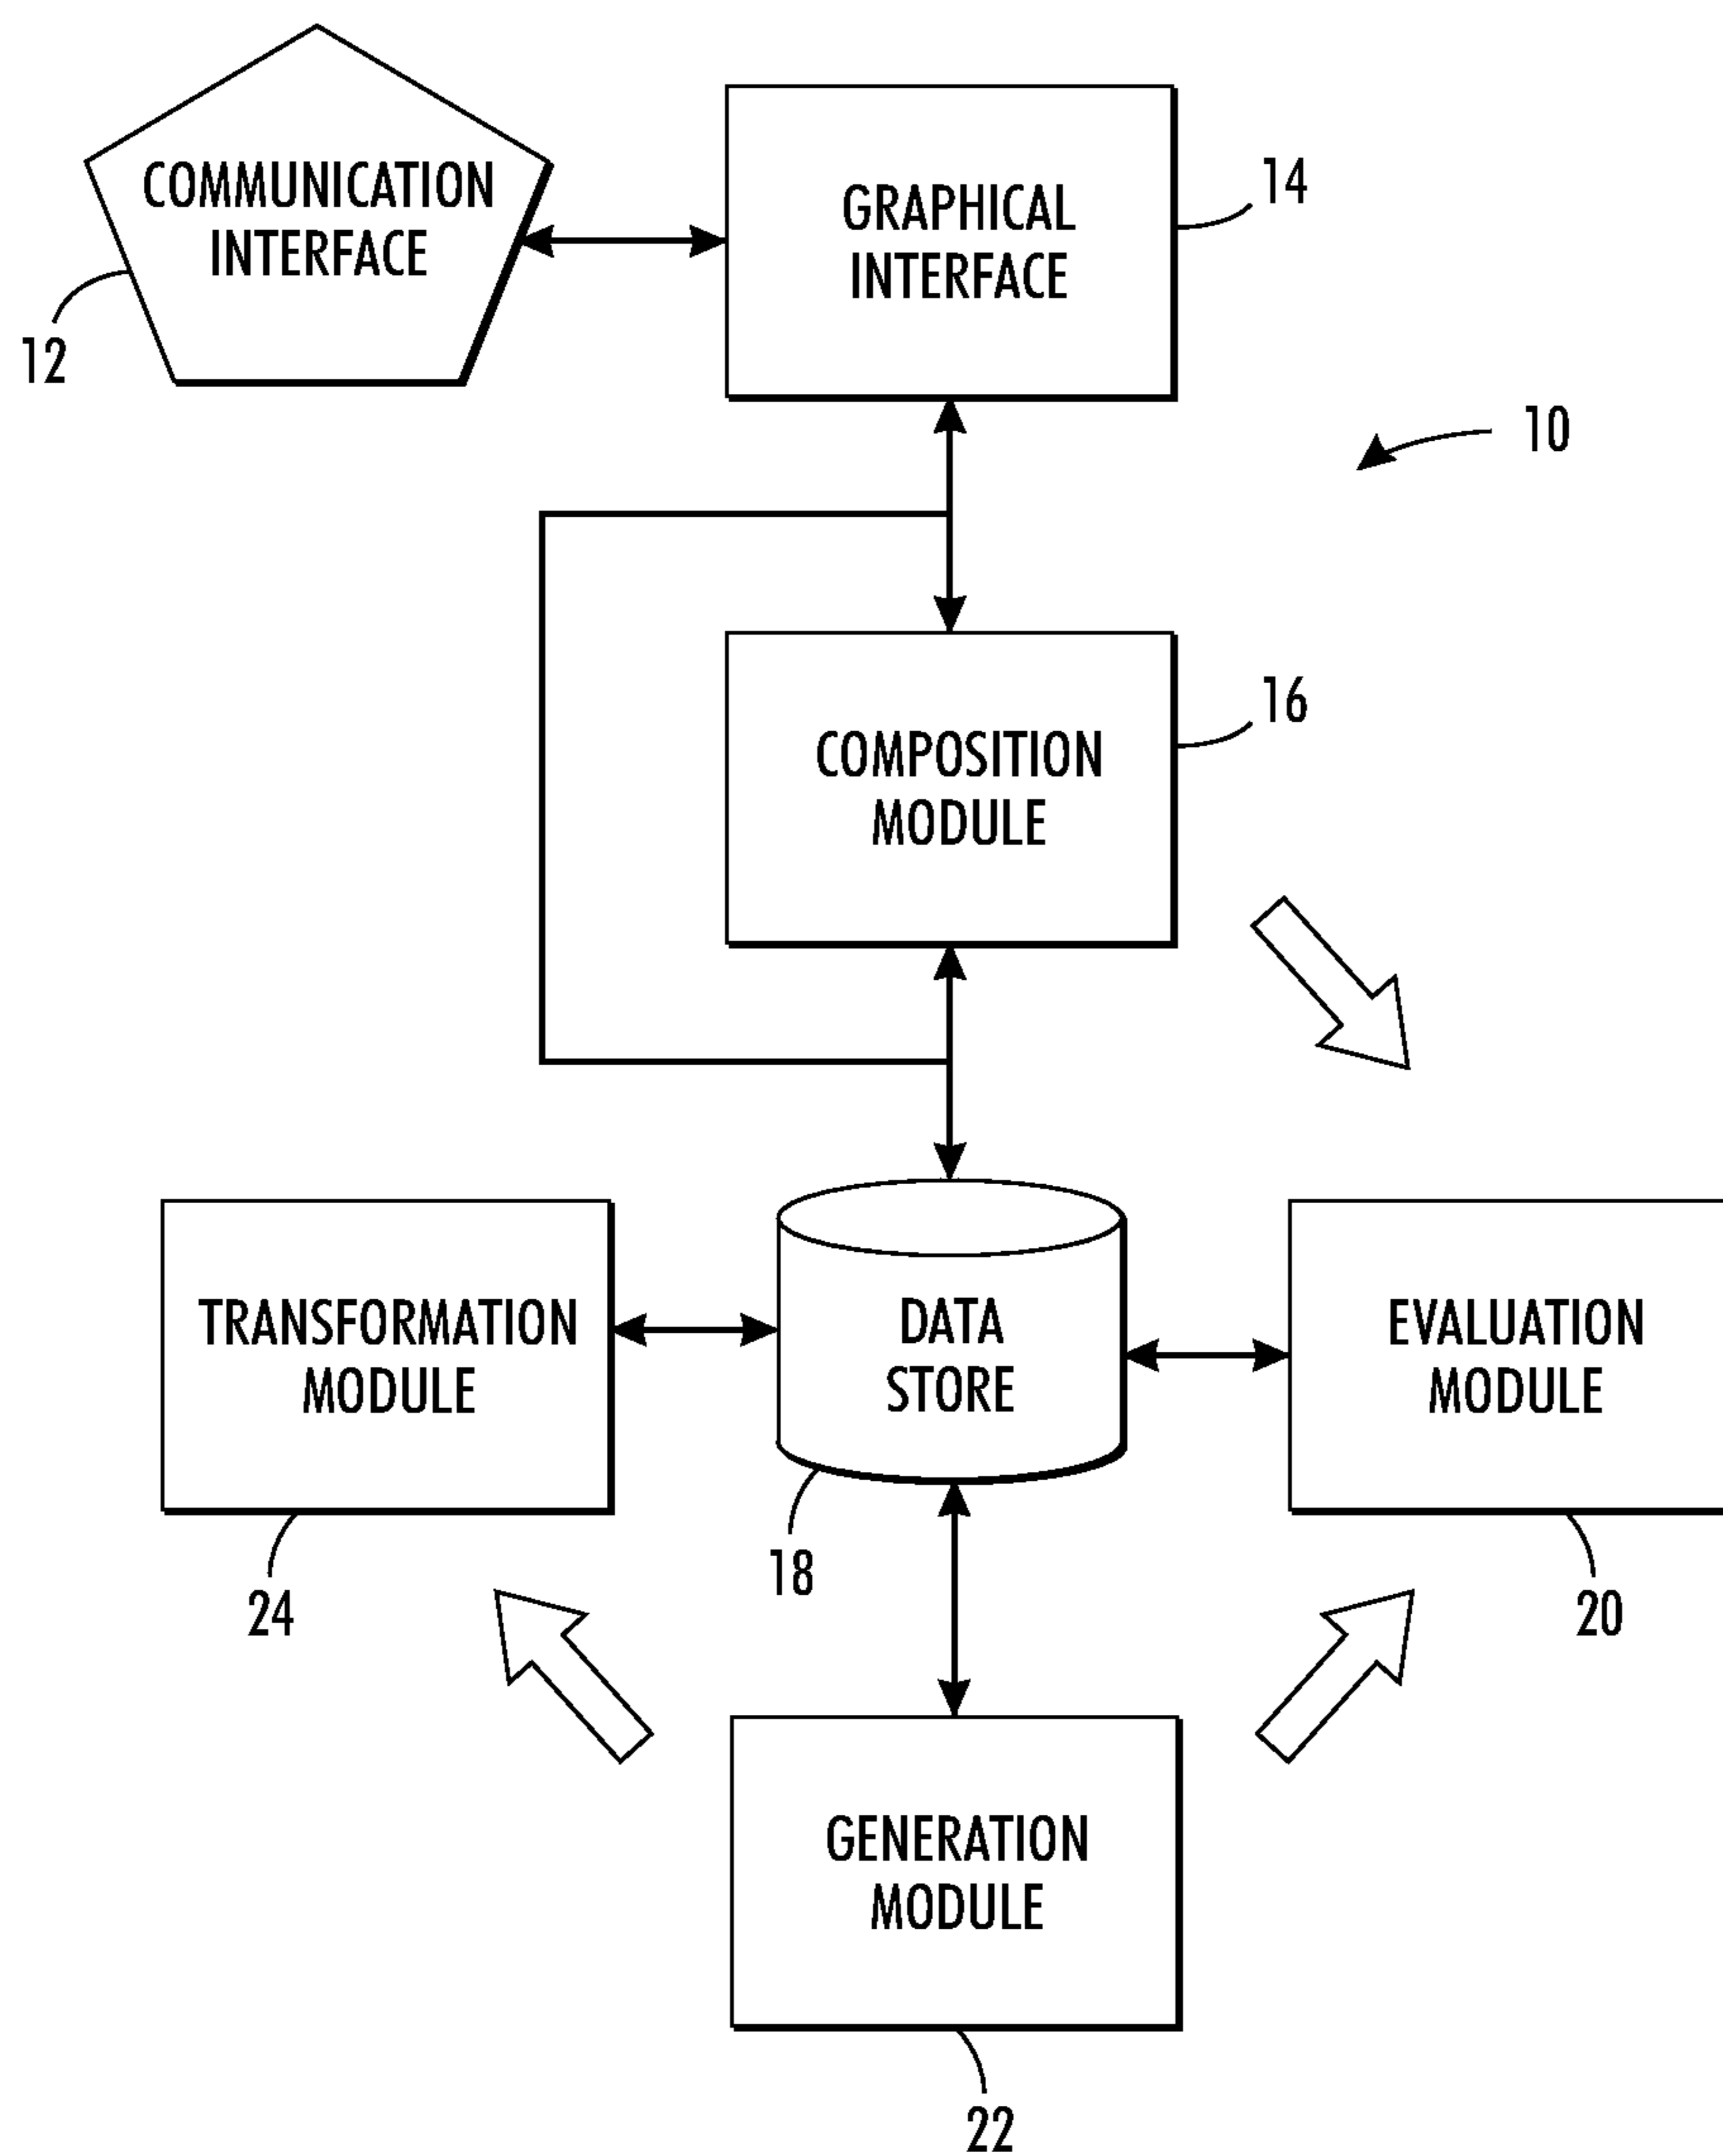 COMMUNICATION
INTERFACE
12
GRAPHICAL
INTERFACE
14
10
COMPOSITION
MODULE
16
TRANSFORMATION
MODULE
24
DATA
STORE
18
EVALUATION
MODULE
20
GENERATION
MODULE
22